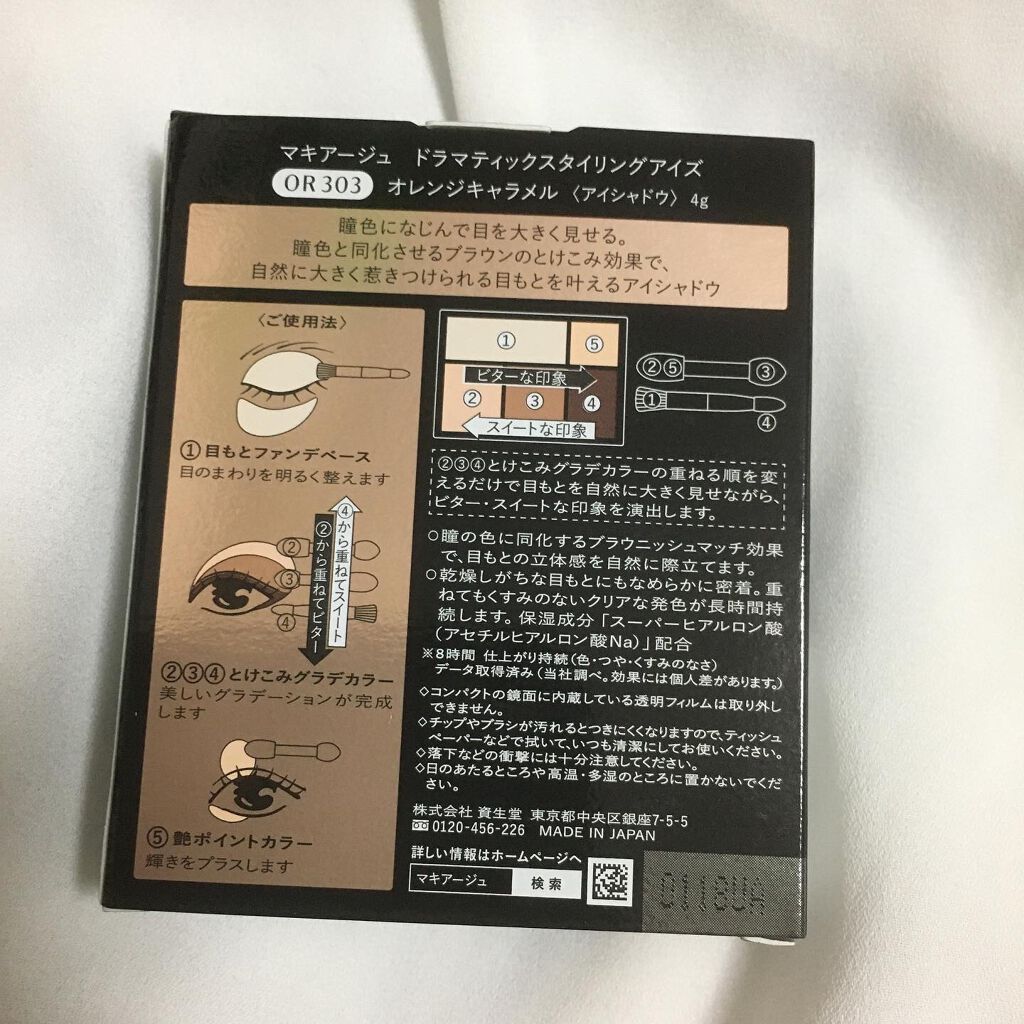 マキアージュ ドラマティックスタイリングアイズ
OR303 オレンジキャラメル 〈アイシャドウ〉 4g
瞳色になじんで目を大きく見せる。
瞳色と同化させるブラウンのとけこみ効果で、
自然に大きく惹きつけられる目もとを叶えるアイシャドウ
〈ご使用法〉
①目もとファンデベース
目のまわりを明るく整えます
④から重ねてスイート
②から重ねてビター
②
③
④
②③④とけこみグラデカラー
美しいグラデーションが完成
します
⑤艶ポイントカラー
輝きをプラスします
①
⑤
ビターな印象
②
③
④
スイートな印象
②⑤
③
①
④
②③④とけこみグラデカラーの重ねる順を変
えるだけで目もとを自然に大きく見せながら、
ビター・スイートな印象を演出します。
○瞳の色に同化するブラウニッシュマッチ効果
で、目もとの立体感を自然に際立てます。
○乾燥しがちな目もとにもなめらかに密着。重
ねてもくすみのないクリアな発色が長時間持
続します。保湿成分「スーパーヒアルロン酸
(アセチルヒアルロン酸Na)」配合
※8時間 仕上がり持続(色・つや・くすみのなさ)
データ取得済み(当社調べ。効果には個人差があります。)
◇コンパクトの鏡面に内蔵している透明フィルムは取り外し
できません。
◇チップやブラシが汚れるとつきにくくなりますので、ティッシュ
ペーパーなどで拭いて、いつも清潔にしてお使いください。
◇落下などの衝撃には十分注意してください。
◇日のあたるところや高温・多湿のところに置かないでくだ
さい。
株式会社 資生堂 東京都中央区銀座7-5-5
0120-456-226 MADE IN JAPAN
詳しい情報はホームページへ
マキアージュ 検索
0118UA